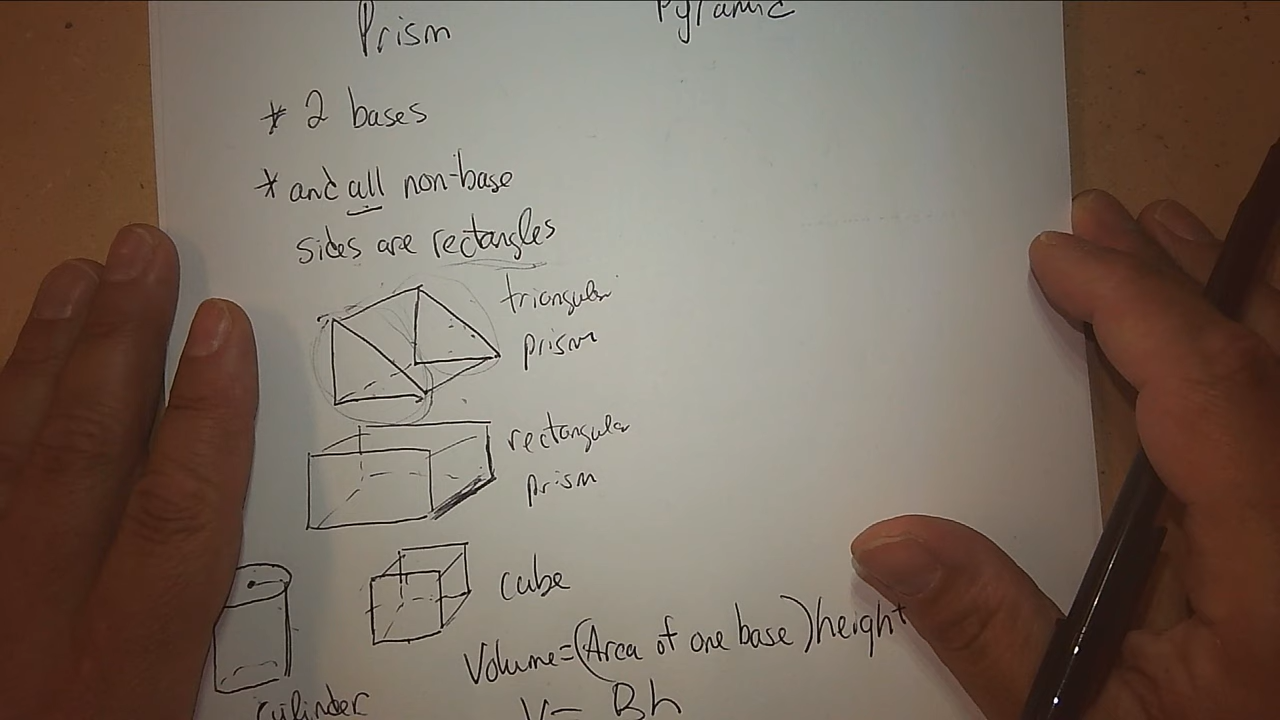 Prism
Pyramid
* 2 bases
* and all non-base
sides are rectangles
triangular
prism
rectangular
prism
cube
Volume=(Area of one base)height
cylinder
V= Bh